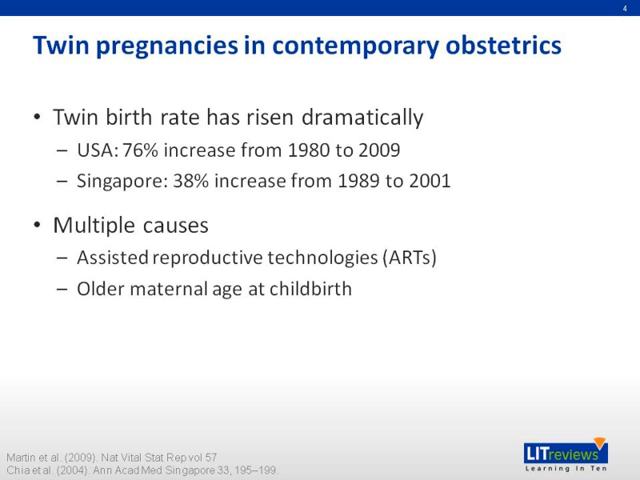 4
Twin pregnancies in contemporary obstetrics
• Twin birth rate has risen dramatically
– USA: 76% increase from 1980 to 2009
– Singapore: 38% increase from 1989 to 2001
• Multiple causes
– Assisted reproductive technologies (ARTs)
– Older maternal age at childbirth
Martin et al. (2009). Nat Vital Stat Rep vol 57
Chia et al. (2004). Ann Acad Med Singapore 33, 195–199.
LITreviews
Learning In Ten